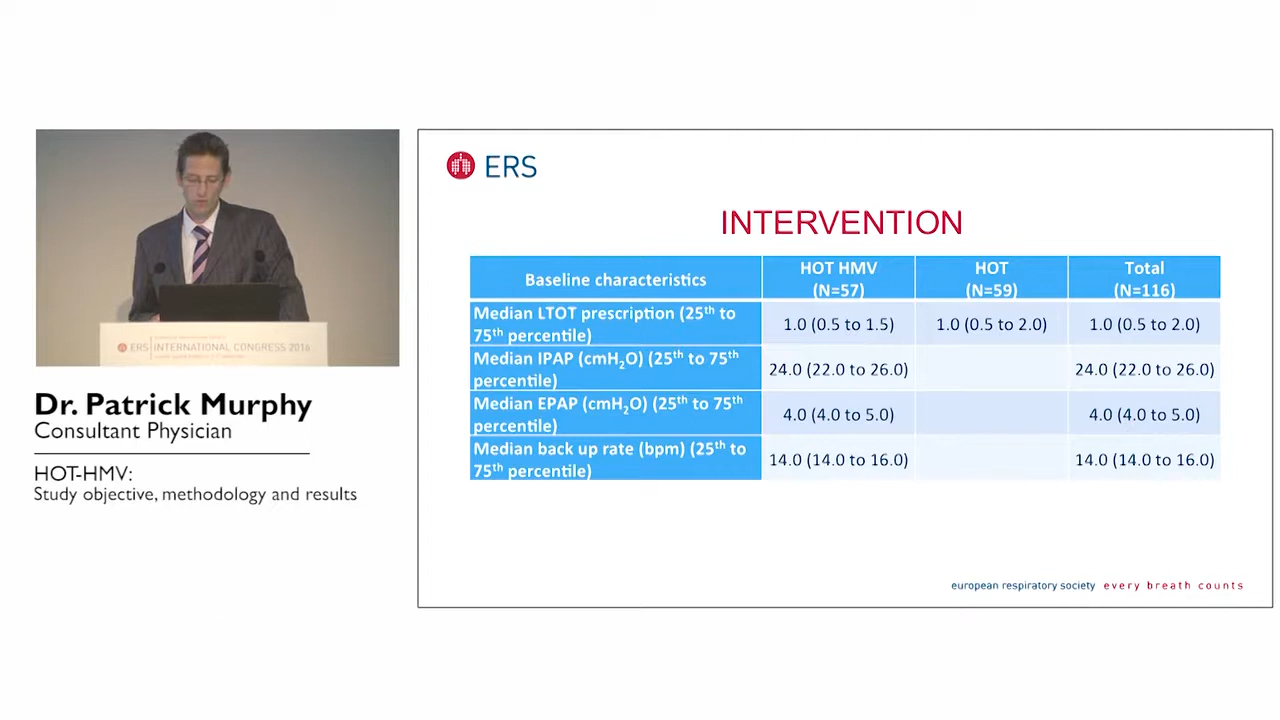 ERS INTERNATIONAL CONGRESS 2016
Dr. Patrick Murphy
Consultant Physician
HOT-HMV:
Study objective, methodology and results
ERS
INTERVENTION
Baseline characteristics
HOT HMV
(N=57)
HOT
(N=59)
Total
(N=116)
Median LTOT prescription (25th to
75th percentile)
1.0 (0.5 to 1.5)
1.0 (0.5 to 2.0)
1.0 (0.5 to 2.0)
Median IPAP (cmH2O) (25th to 75th
percentile)
24.0 (22.0 to 26.0)
24.0 (22.0 to 26.0)
Median EPAP (cmH2O) (25th to 75th
percentile)
4.0 (4.0 to 5.0)
4.0 (4.0 to 5.0)
Median back up rate (bpm) (25th to
75th percentile)
14.0 (14.0 to 16.0)
14.0 (14.0 to 16.0)
european respiratory society every breath counts